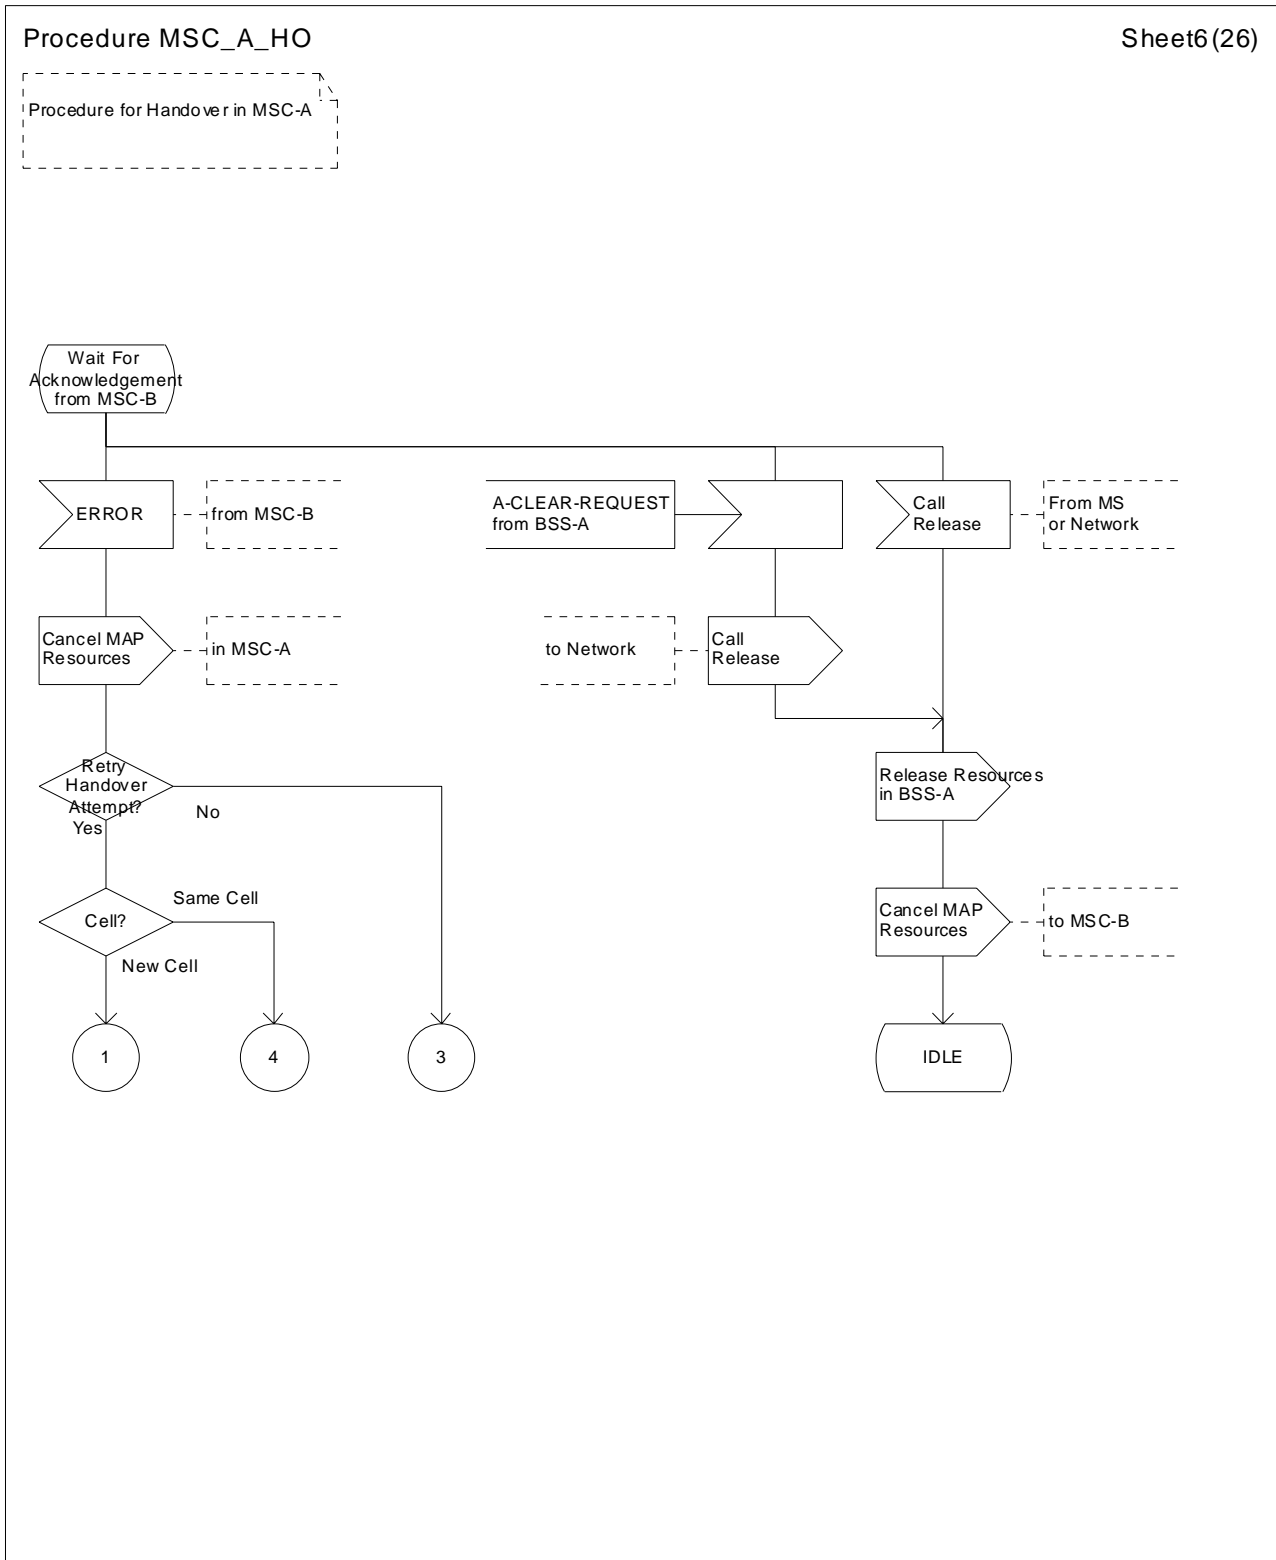 Procedure MSC_A_HO
Sheet6(26)
Procedure for Handover in MSC-A
Wait For
Acknowledgement
from MSC-B
ERROR
from MSC-B
A-CLEAR-REQUEST
from BSS-A
Call
Release
From MS
or Network
Cancel MAP
Resources
in MSC-A
to Network
Call
Release
Retry
Handover
Attempt?
Yes
No
Release Resources
in BSS-A
Cell?
Same Cell
New Cell
Cancel MAP
Resources
to MSC-B
1
4
3
IDLE